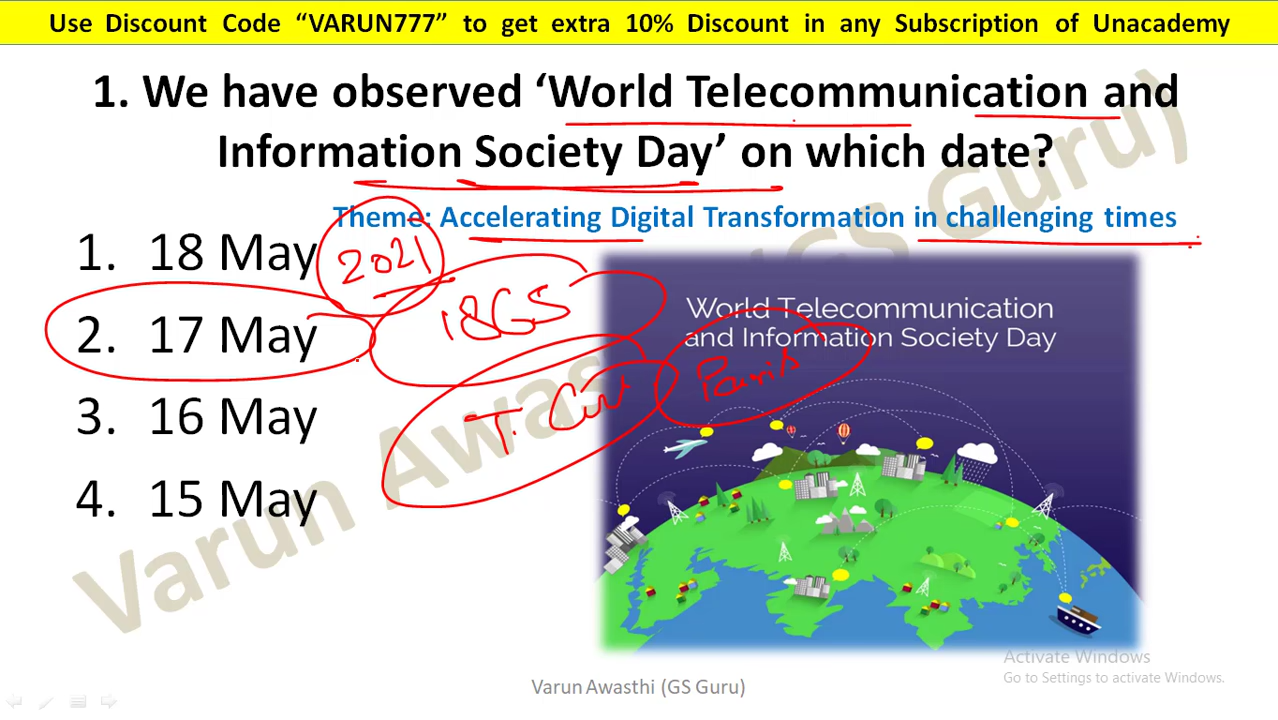 Use Discount Code “VARUN777” to get extra 10% Discount in any Subscription of Unacademy
1. We have observed ‘World Telecommunication and
Information Society Day’ on which date?
Theme: Accelerating Digital Transformation in challenging times
1. 18 May
2021
2. 17 May
3. 16 May
4. 15 May
World Telecommunication
and Information Society Day
Paris
Varun Awasthi (GS Guru)
Activate Windows
Go to Settings to activate Windows.
Varun Awasthi (GS Guru)